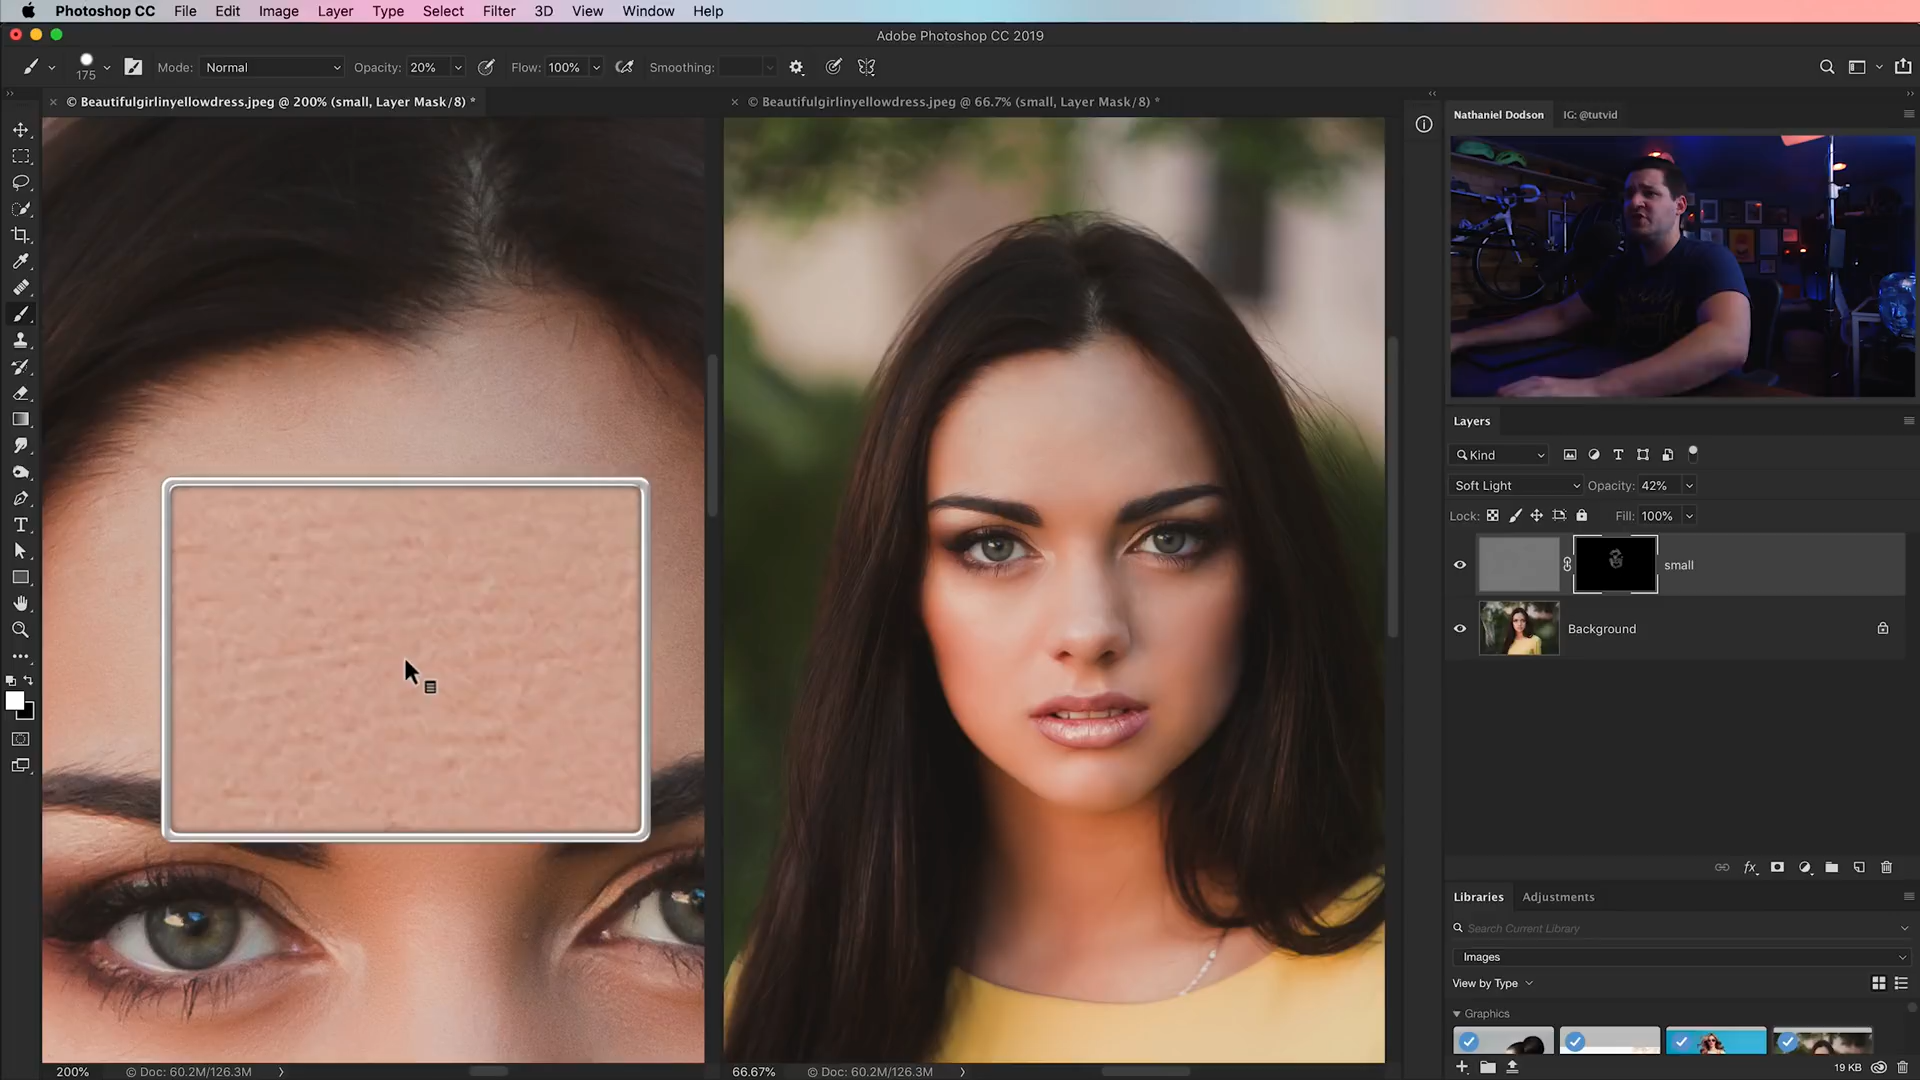 Photoshop CC File Edit Image Layer Type Select Filter 3D View Window Help
Adobe Photoshop CC 2019
175 Mode: Normal Opacity: 20% Flow: 100% Smoothing:
× © Beautifulgirlinyellowdress.jpeg @ 200% (small, Layer Mask/8) *
× © Beautifulgirlinyellowdress.jpeg @ 66.7% (small, Layer Mask/8) *
Nathaniel Dodson IG: @tutvid
Layers
Kind
Soft Light Opacity: 42%
Lock: Fill: 100%
small
Background
fx
Libraries Adjustments
Search Current Library
Images
View by Type
Graphics
200% © Doc: 60.2M/126.3M
66.67% © Doc: 60.2M/126.3M
19 KB